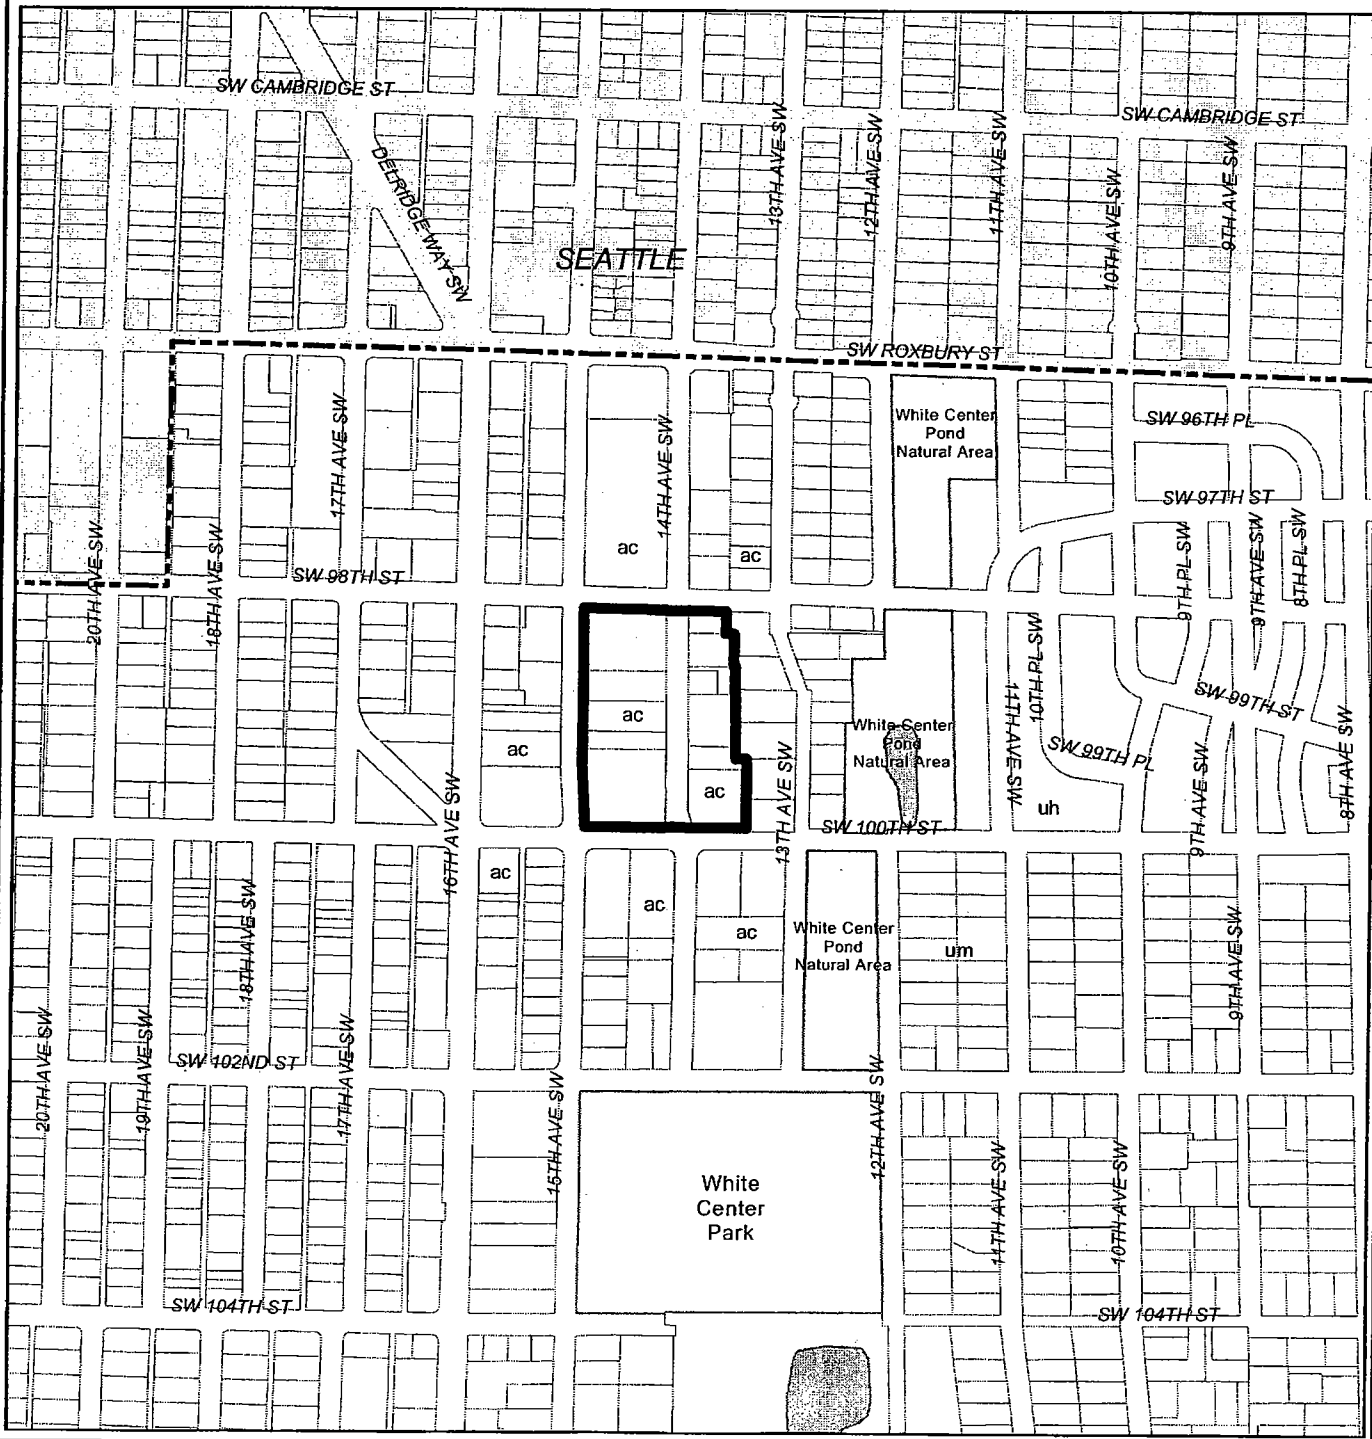 SW CAMBRIDGE ST
SW CAMBRIDGE ST
DELRIDGE WAY SW
13TH AVE SW
12TH AVE SW
11TH AVE SW
10TH AVE SW
9TH AVE SW
SEATTLE
SW ROXBURY ST
White Center
Pond
Natural Area
SW 96TH PL
17TH AVE SW
14TH AVE SW
SW 97TH ST
20TH AVE SW
18TH AVE SW
ac
ac
SW 98TH ST
9TH PL SW
9TH AVE SW
8TH PL SW
10TH PL SW
11TH AVE SW
SW 99TH ST
ac
ac
White Center
Pond
Natural Area
SW 99TH PL
8TH AVE SW
16TH AVE SW
ac
13TH AVE SW
9TH AVE SW
uh
SW 100TH ST
ac
ac
ac
18TH AVE SW
White Center
Pond
Natural Area
um
9TH AVE SW
20TH AVE SW
19TH AVE SW
17TH AVE SW
SW 102ND ST
15TH AVE SW
12TH AVE SW
White
Center
Park
11TH AVE SW
10TH AVE SW
SW 104TH ST
SW 104TH ST